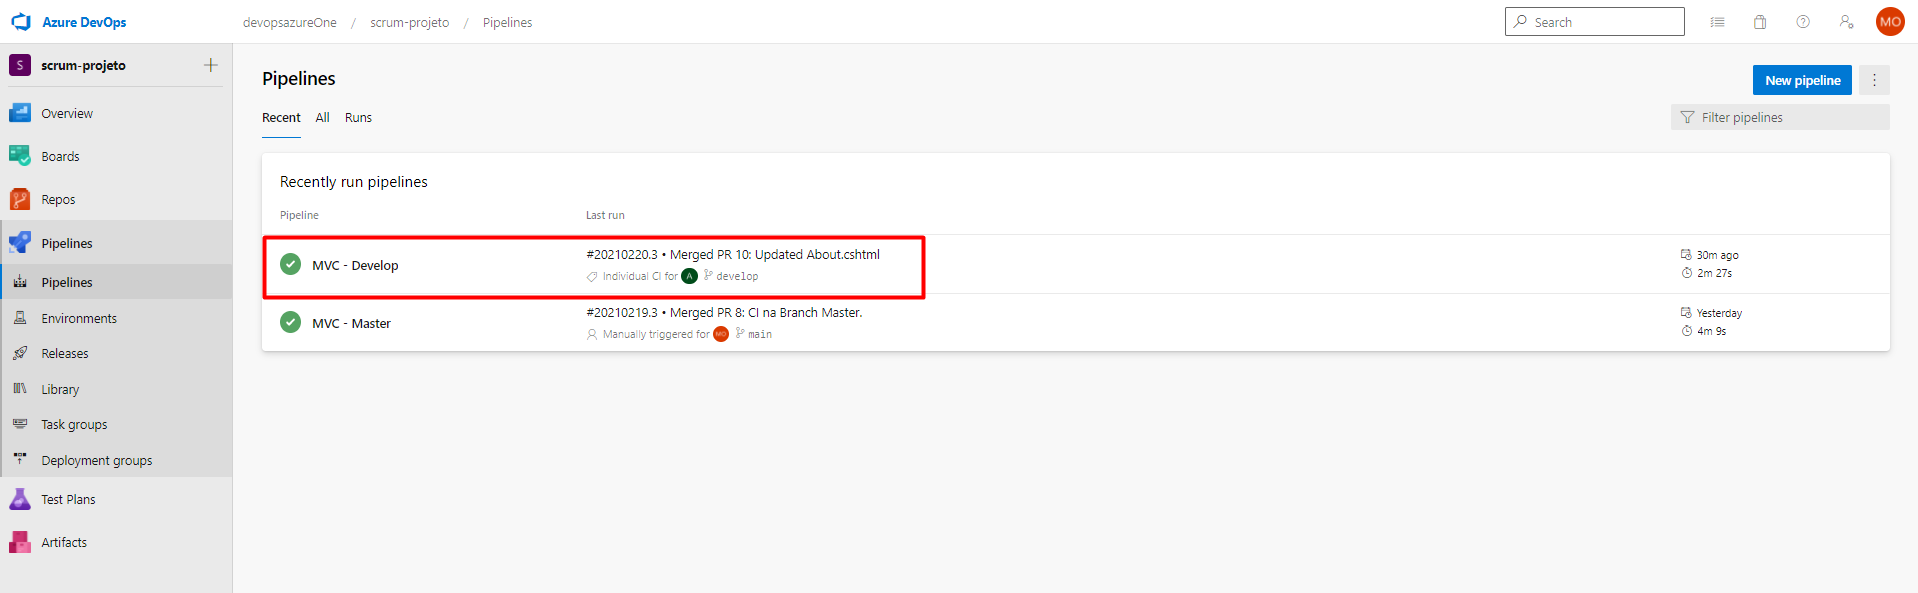 Azure DevOps
devopsazureOne / scrum-projeto / Pipelines
Search
MO
S scrum-projeto
Overview
Boards
Repos
Pipelines
Pipelines
Environments
Releases
Library
Task groups
Deployment groups
Test Plans
Artifacts
Pipelines
New pipeline
Recent All Runs
Filter pipelines
Recently run pipelines
Pipeline Last run
MVC - Develop
#20210220.3 • Merged PR 10: Updated About.cshtml
Individual CI for A develop
30m ago
2m 27s
MVC - Master
#20210219.3 • Merged PR 8: CI na Branch Master.
Manually triggered for MO main
Yesterday
4m 9s